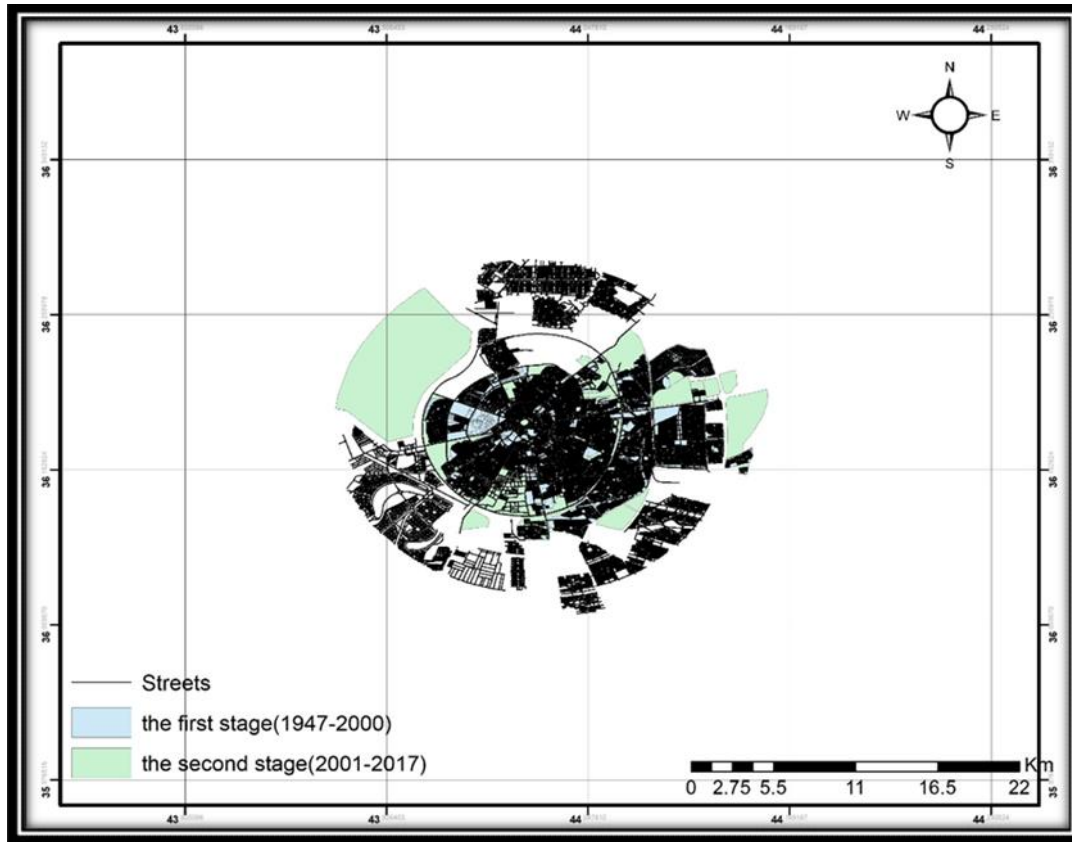 43 43 44 44 44
N
W E
S
36 36
36 36
36 36
36 36
35 35
Streets
the first stage(1947-2000)
the second stage(2001-2017)
Km
0 2.75 5.5 11 16.5 22
43 43 44 44 44